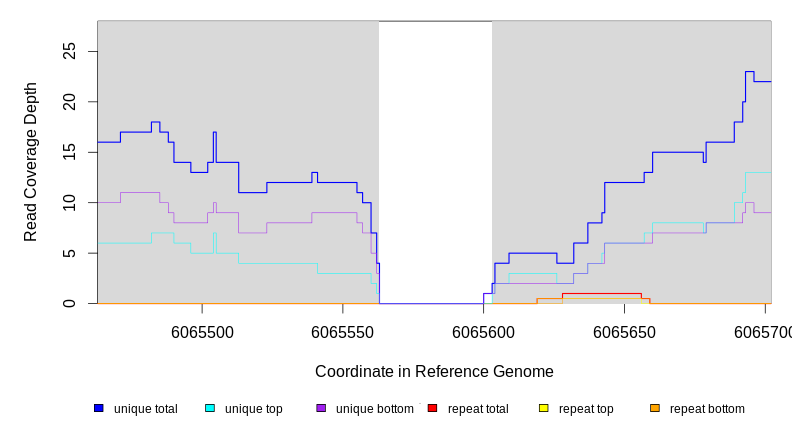 25
20
15
10
5
0
Read Coverage Depth
6065500 6065550 6065600 6065650 6065700
Coordinate in Reference Genome
unique total unique top unique bottom repeat total repeat top repeat bottom